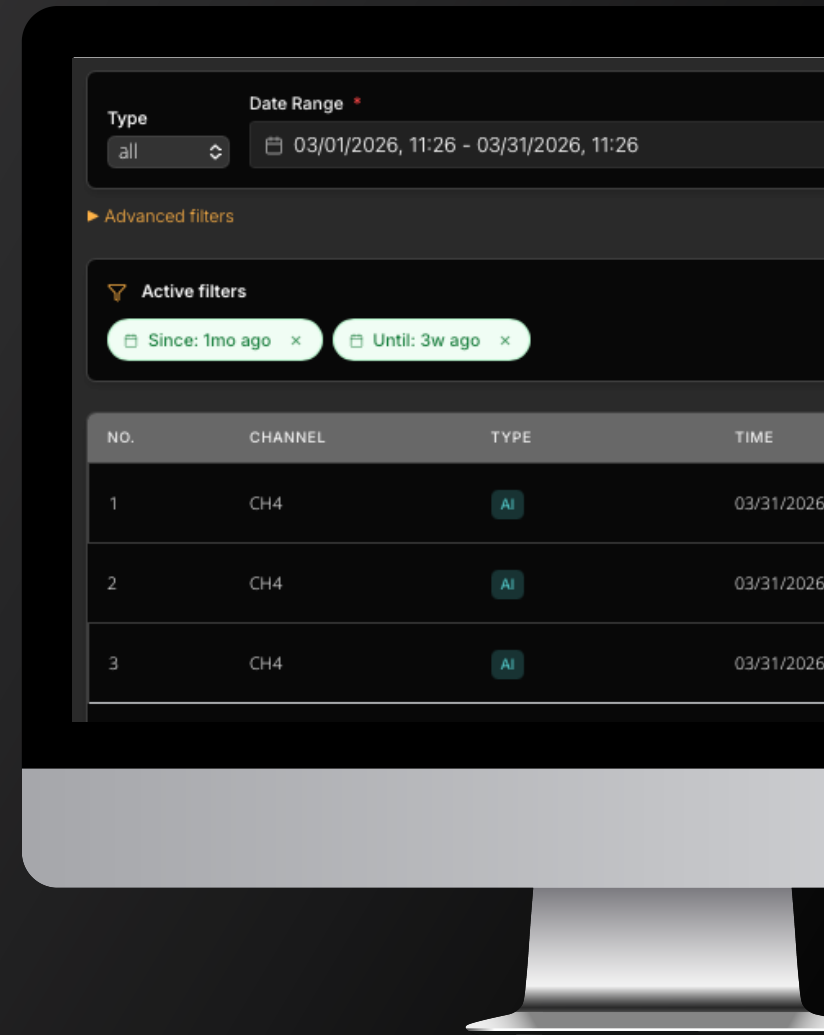 Type
all
Date Range *
03/01/2026, 11:26 - 03/31/2026, 11:26
Advanced filters
Active filters
Since: 1mo ago ×
Until: 3w ago ×
NO. CHANNEL TYPE TIME
1 CH4 AI 03/31/2026
2 CH4 AI 03/31/2026
3 CH4 AI 03/31/2026